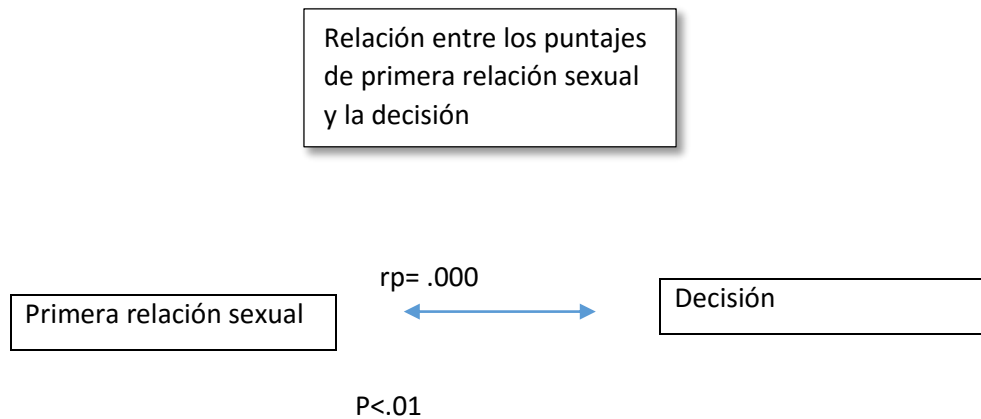 Relación entre los puntajes
de primera relación sexual
y la decisión
rp= .000
Primera relación sexual
Decisión
P<.01